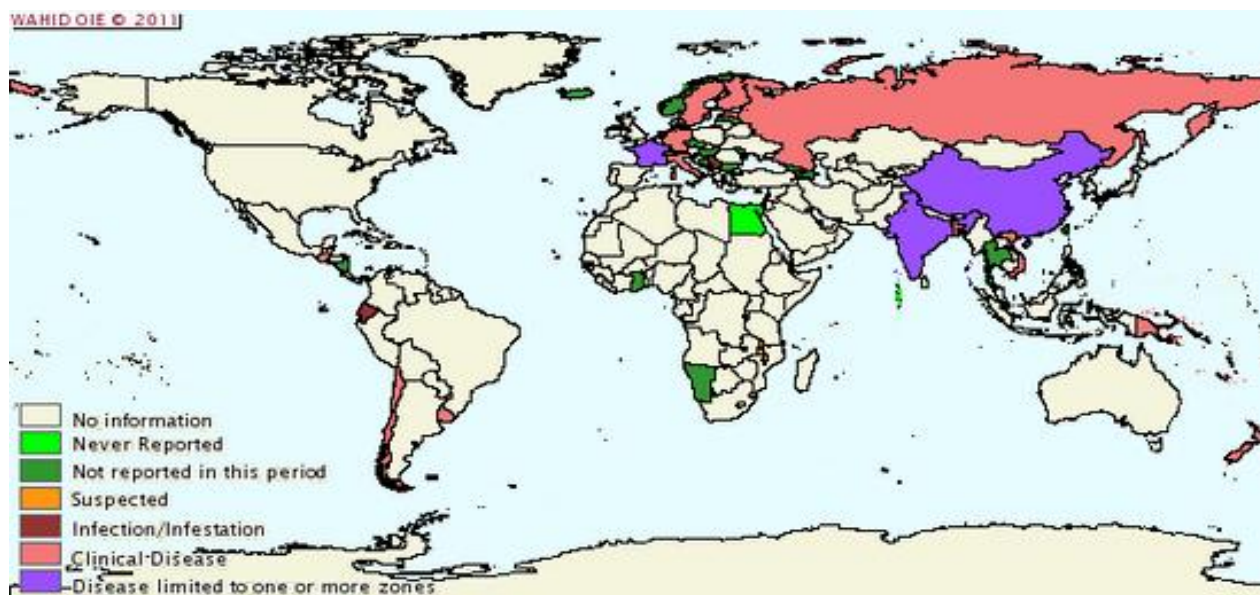 WAHID OIE © 2011
No information
Never Reported
Not reported in this period
Suspected
Infection/Infestation
Clinical Disease
Disease limited to one or more zones